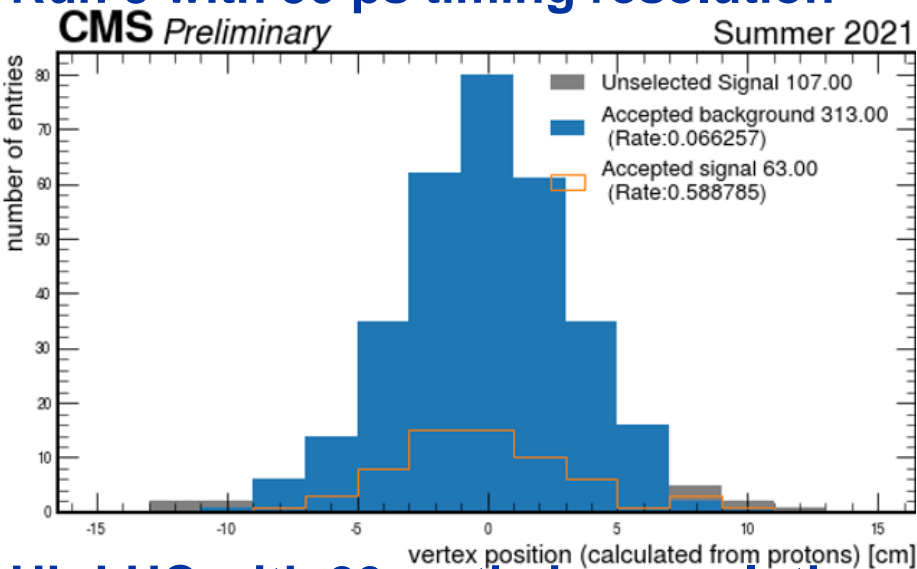 CMS Preliminary Summer 2021
number of entries
80
70
60
50
40
30
20
10
0
Unselected Signal 107.00
Accepted background 313.00
(Rate:0.066257)
Accepted signal 63.00
(Rate:0.588785)
-15 -10 -5 0 5 10 15
vertex position (calculated from protons) [cm]